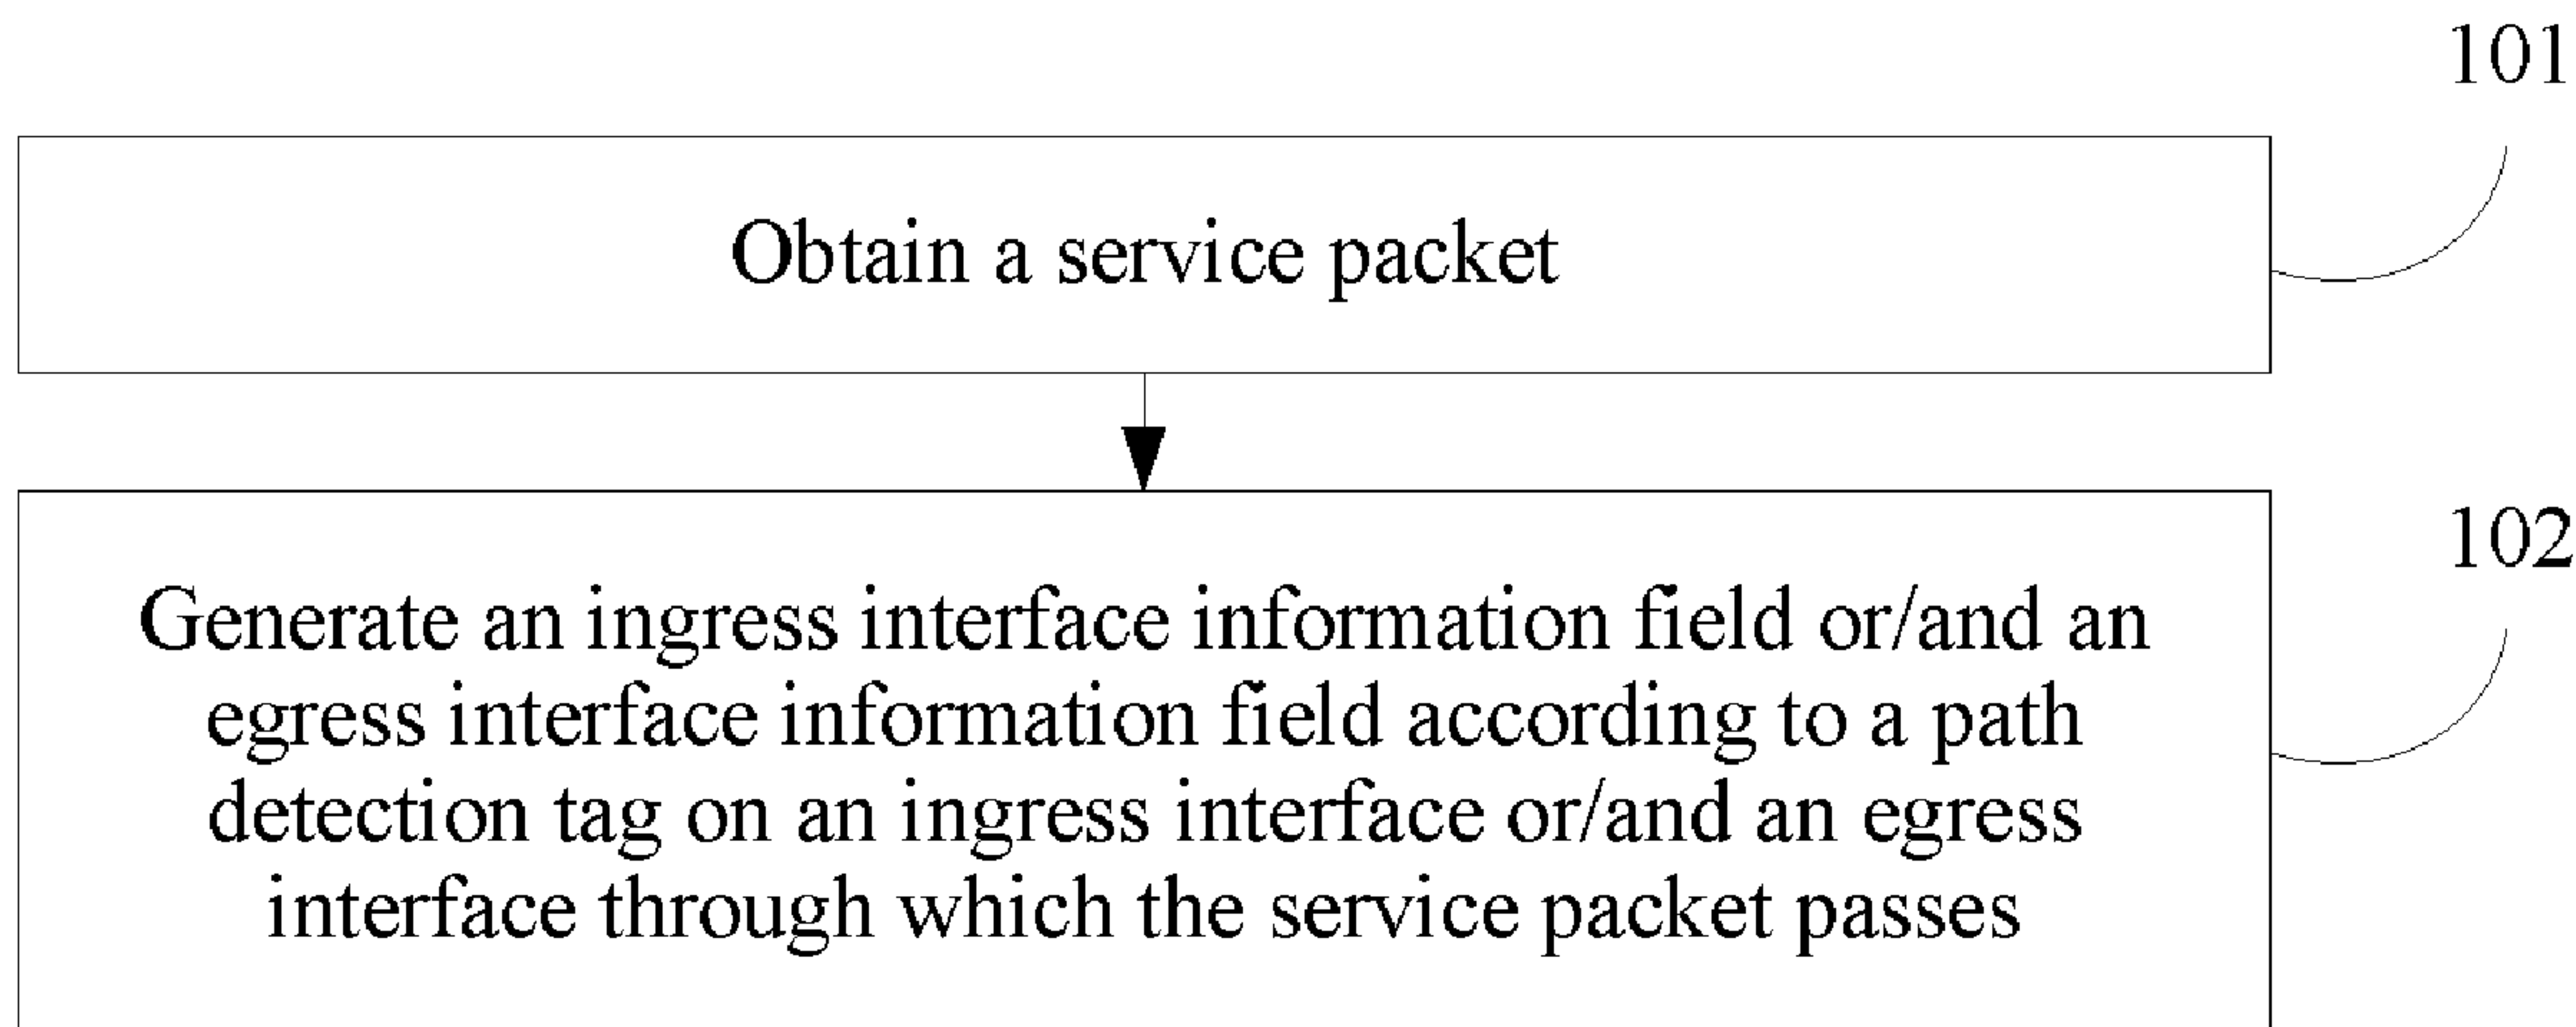 101
Obtain a service packet
102
Generate an ingress interface information field or/and an
egress interface information field according to a path
detection tag on an ingress interface or/and an egress
interface through which the service packet passes